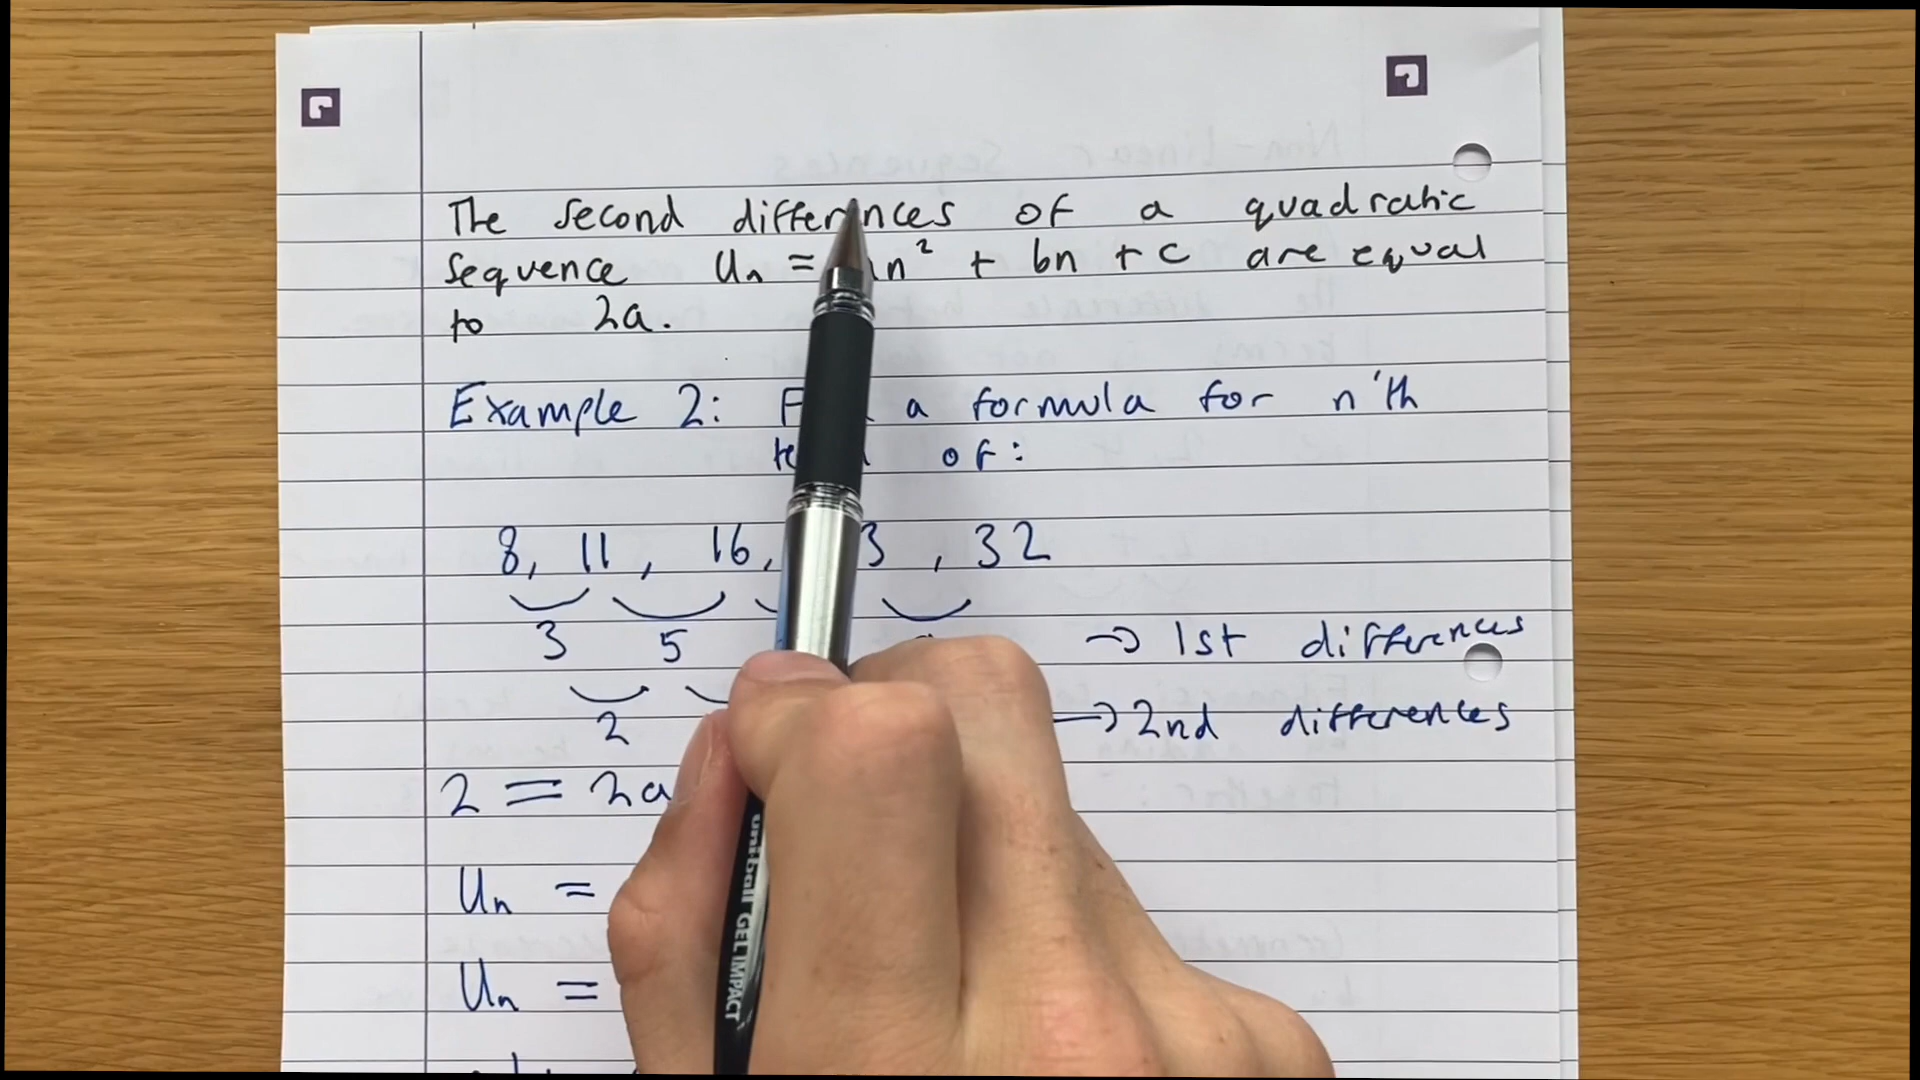 The second differences of a quadratic
sequence Un = n² + bn + c are equal
to 2a.
Example 2: a formula for n'th
of:
8, 11, 16, 3, 32
3 5 → 1st differences
2 → 2nd differences
2 = 2a
Un =
Un =
uniball GEL IMPACT